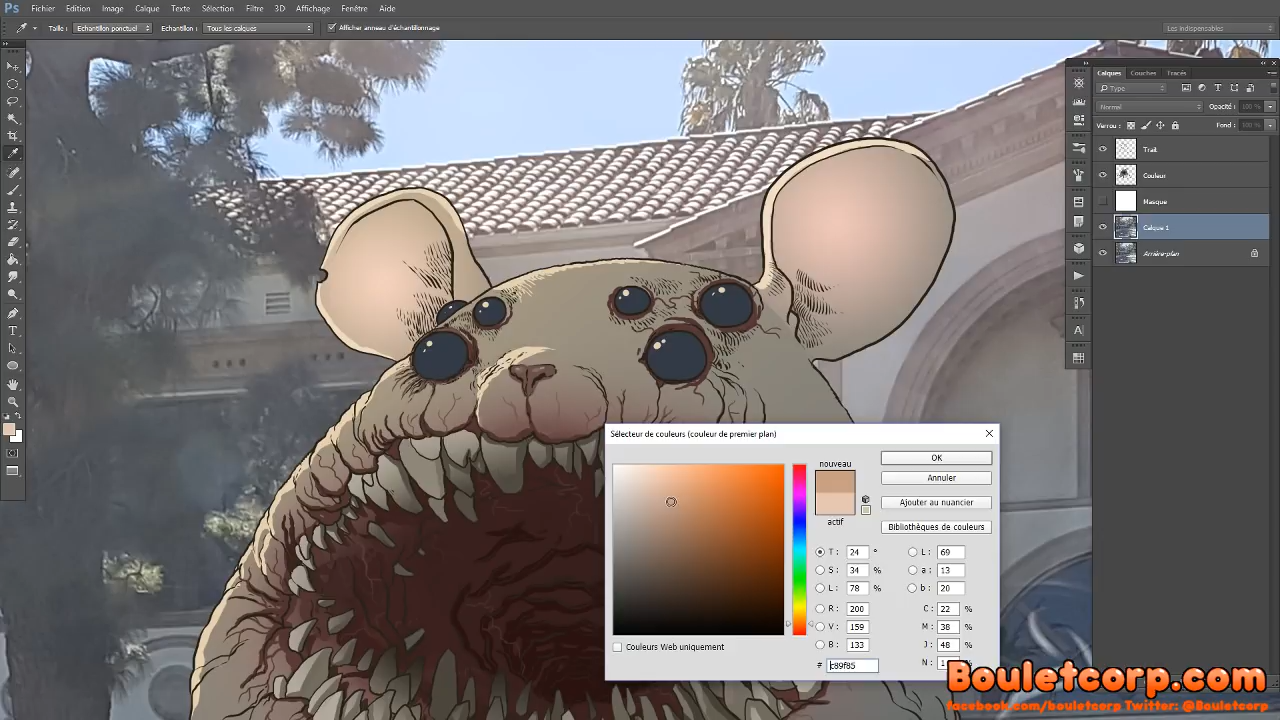 Ps Fichier Edition Image Calque Texte Sélection Filtre 3D Affichage Fenêtre Aide
Taille : Echantillon ponctuel Echantillon : Tous les calques Afficher anneau d'échantillonnage Les indispensables
Calques Couches Tracés
Type
Normal Opacité : 100 %
Verrou : Fond : 100 %
Trait
Couleur
Masque
Calque 1
Arrière-plan
Sélecteur de couleurs (couleur de premier plan)
nouveau
actif
OK
Annuler
Ajouter au nuancier
Bibliothèques de couleurs
T : 24 ° L : 69
S : 34 % a : 13
L : 78 % b : 20
R : 200 C : 22 %
V : 159 M : 38 %
B : 133 J : 48 %
# c89f85 N :
Couleurs Web uniquement
Bouletcorp.com
facebook.com/bouletcorp Twitter: @Bouletcorp